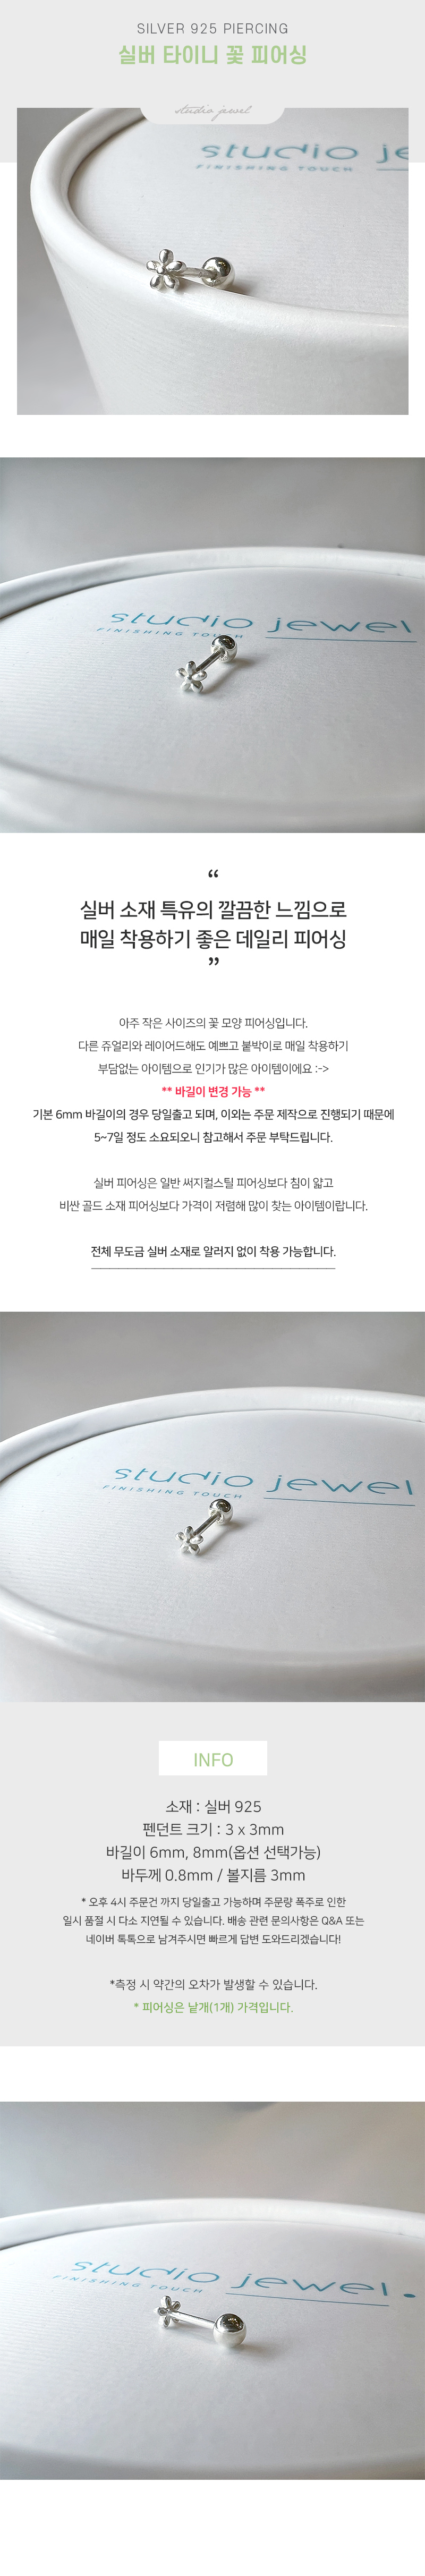 SILVER 925 PIERCING
실버 타이니 꽃 피어싱
studio jewel
studio je
FINISHING TOUCH
studio jewel
FINISHING TOUCH
“
실버 소재 특유의 깔끔한 느낌으로
매일 착용하기 좋은 데일리 피어싱
”
아주 작은 사이즈의 꽃 모양 피어싱입니다.
다른 쥬얼리와 레이어드해도 예쁘고 붙박이로 매일 착용하기
부담없는 아이템으로 인기가 많은 아이템이에요 :->
** 바길이 변경 가능 **
기본 6mm 바길이의 경우 당일출고 되며, 이외는 주문 제작으로 진행되기 때문에
5~7일 정도 소요되오니 참고해서 주문 부탁드립니다.
실버 피어싱은 일반 써지컬스틸 피어싱보다 침이 얇고
비싼 골드 소재 피어싱보다 가격이 저렴해 많이 찾는 아이템이랍니다.
전체 무도금 실버 소재로 알러지 없이 착용 가능합니다.
studio jewel
FINISHING TOUCH
INFO
소재 : 실버 925
펜던트 크기 : 3 x 3mm
바길이 6mm, 8mm(옵션 선택가능)
바두께 0.8mm / 볼지름 3mm
* 오후 4시 주문건 까지 당일출고 가능하며 주문량 폭주로 인한
일시 품절 시 다소 지연될 수 있습니다. 배송 관련 문의사항은 Q&A 또는
네이버 톡톡으로 남겨주시면 빠르게 답변 도와드리겠습니다!
*측정 시 약간의 오차가 발생할 수 있습니다.
* 피어싱은 낱개(1개) 가격입니다.
studio jewel.
FINISHING TOUCH